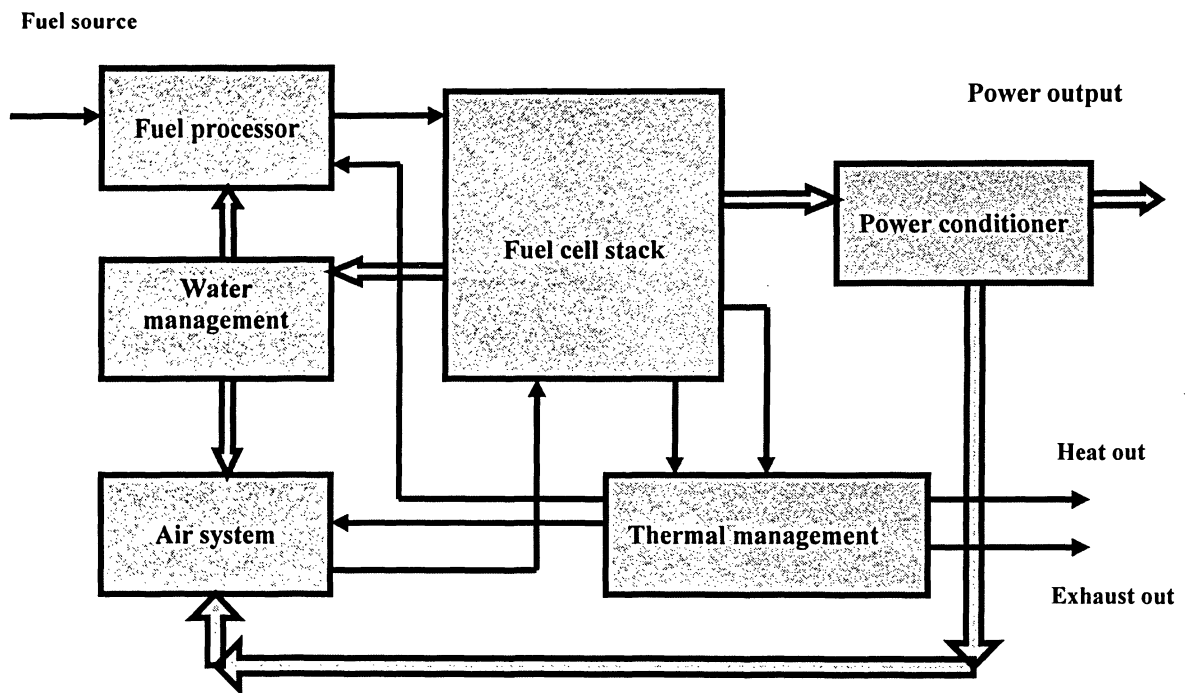 Fuel source
Fuel processor
Power output
Power conditioner
Fuel cell stack
Water
management
Heat out
Air system
Thermal management
Exhaust out